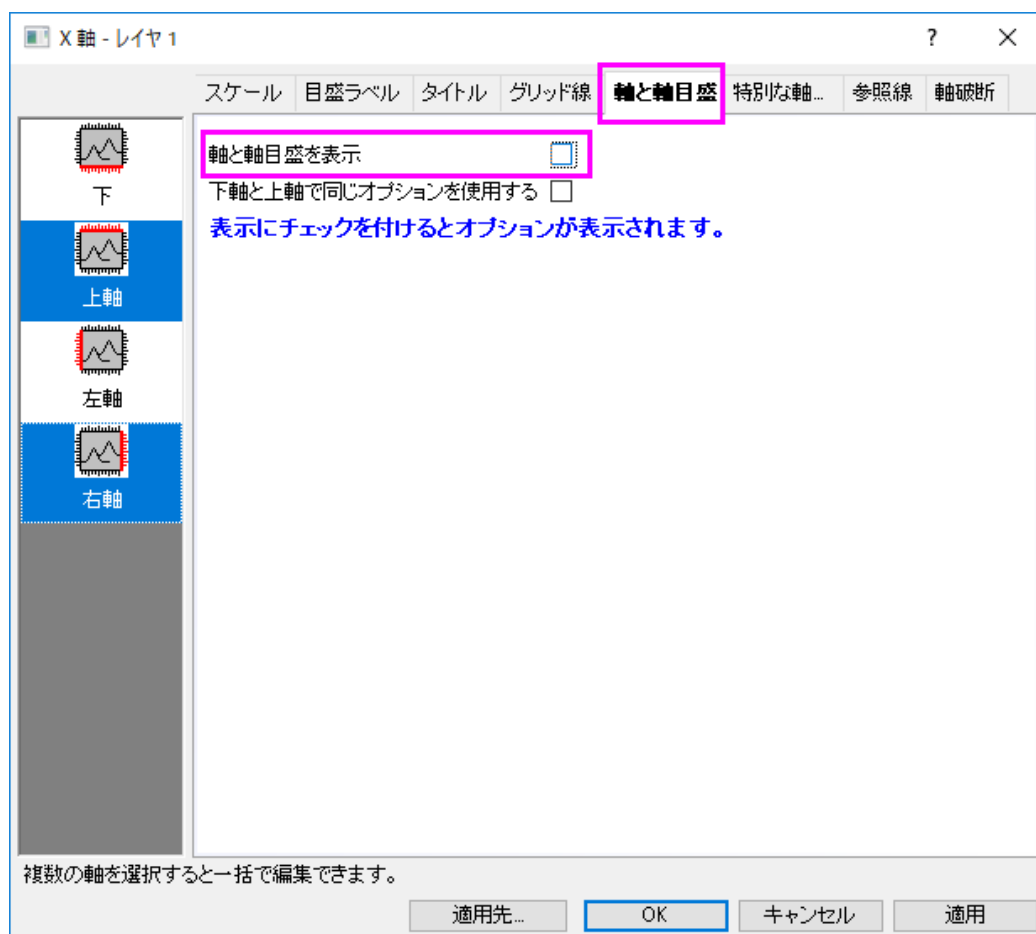 X 軸 - レイヤ 1
?
スケール 目盛ラベル タイトル グリッド線 軸と軸目盛 特別な軸... 参照線 軸破断
下
上軸
左軸
右軸
軸と軸目盛を表示
下軸と上軸で同じオプションを使用する
表示にチェックを付けるとオプションが表示されます。
複数の軸を選択すると一括で編集できます。
適用先... OK キャンセル 適用